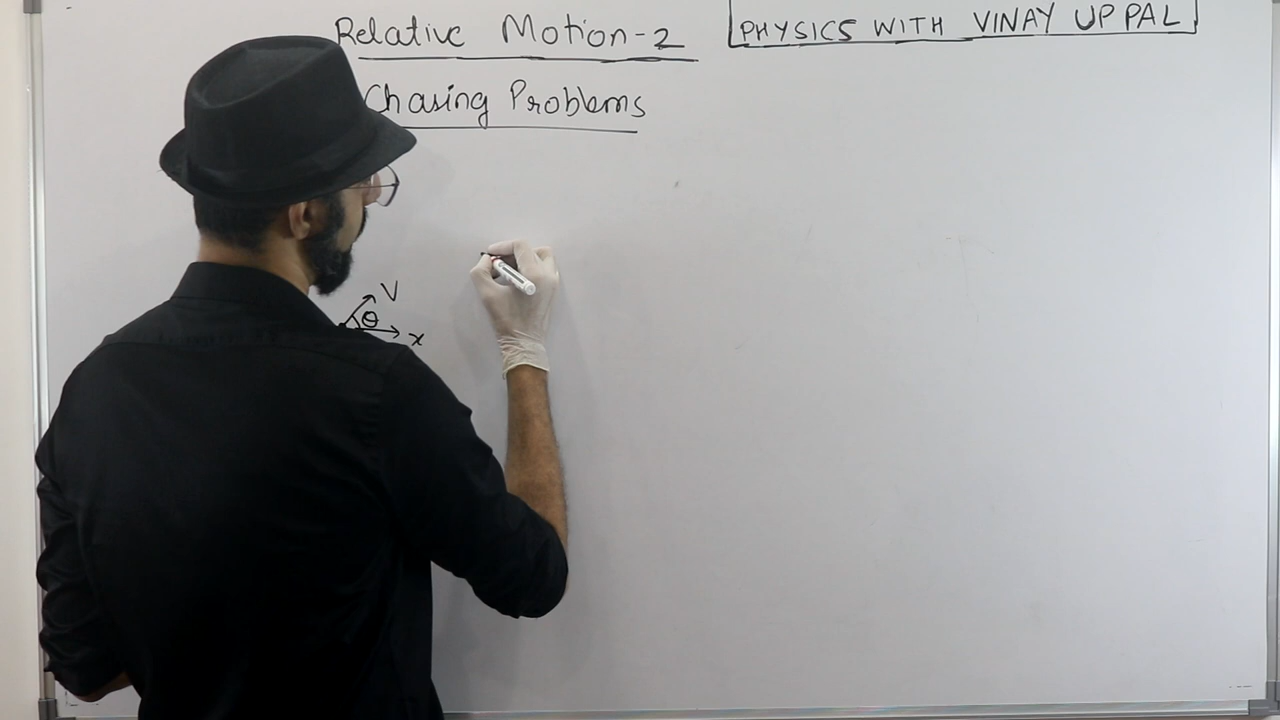 Relative Motion-2
PHYSICS WITH VINAY UPPAL
Chasing Problems
V
θ
x